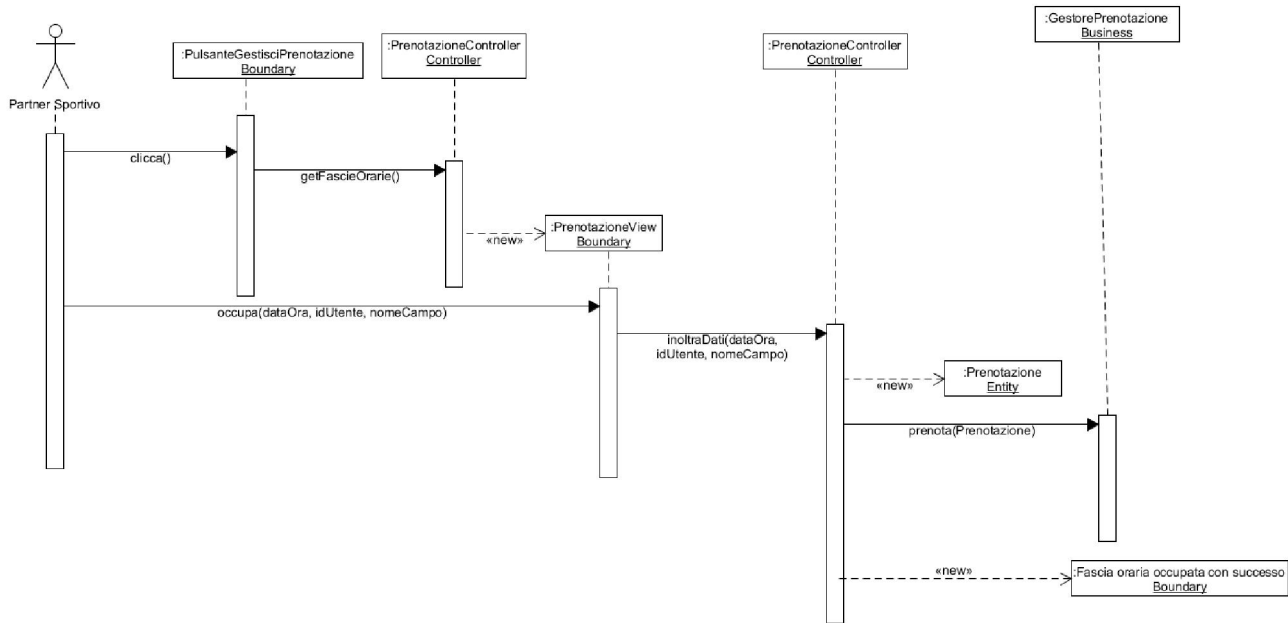 :GestorePrenotazione
Business
:PrenotazioneController
Controller
:PrenotazioneController
Controller
:PulsanteGestisciPrenotazione
Boundary
Partner Sportivo
clicca()
getFascieOrarie()
«new»
:PrenotazioneView
Boundary
occupa(dataOra, idUtente, nomeCampo)
inoltraDati(dataOra,
idUtente, nomeCampo)
«new»
:Prenotazione
Entity
prenota(Prenotazione)
«new»
:Fascia oraria occupata con successo
Boundary